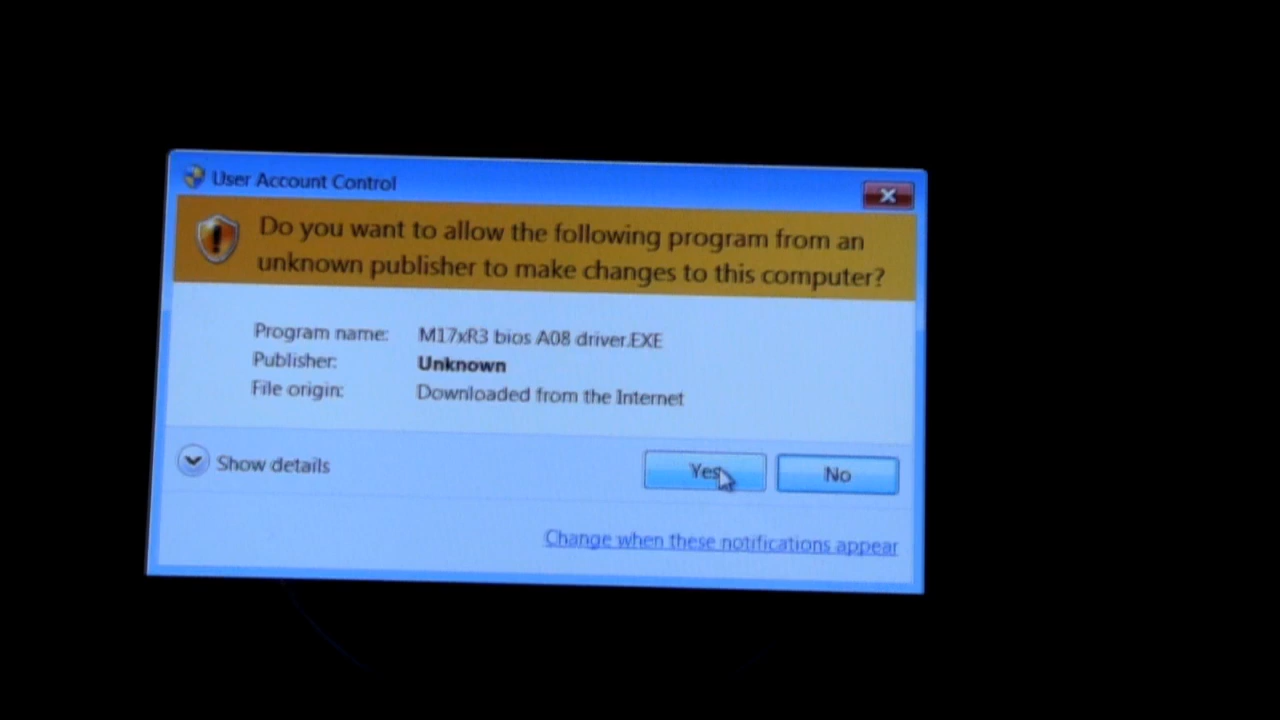 User Account Control
Do you want to allow the following program from an
unknown publisher to make changes to this computer?
Program name: M17xR3 bios A08 driver.EXE
Publisher: Unknown
File origin: Downloaded from the Internet
Show details Yes No
Change when these notifications appear